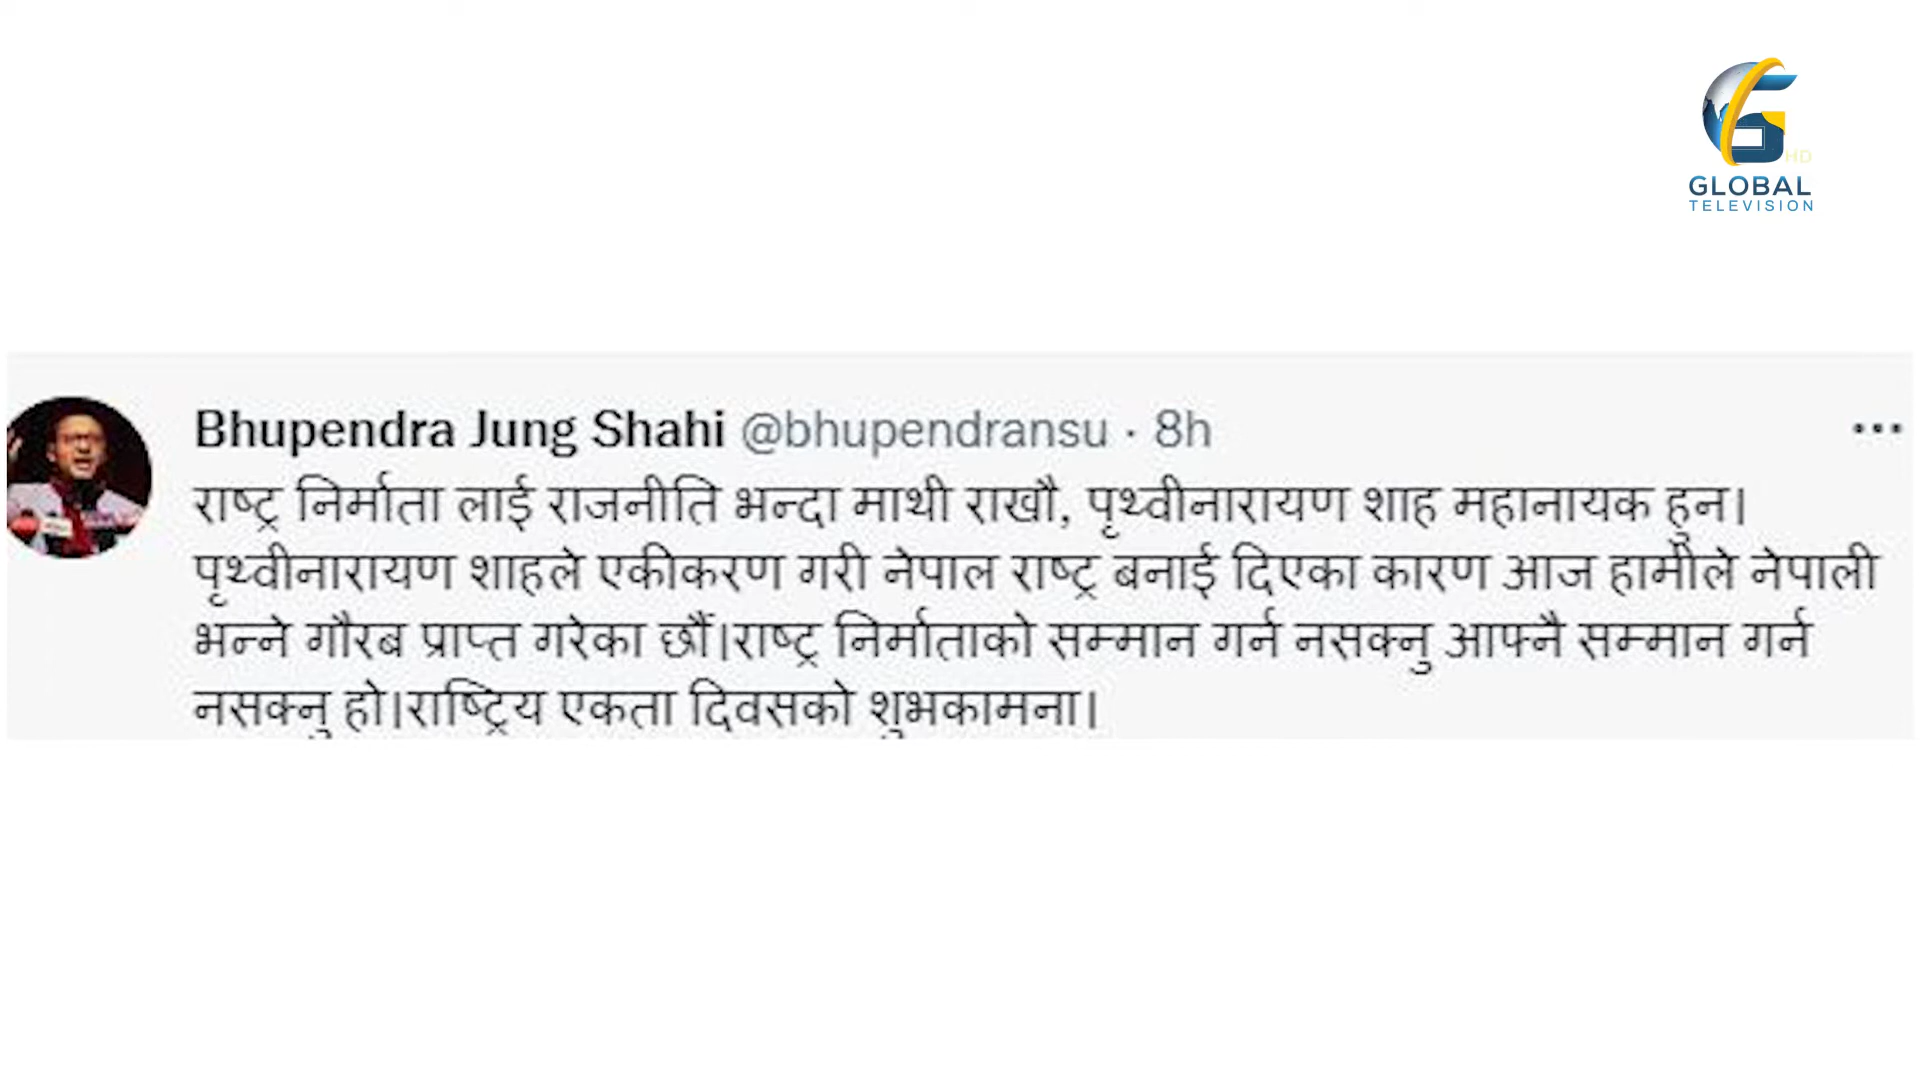 HD
GLOBAL
TELEVISION
Bhupendra Jung Shahi @bhupendransu · 8h
राष्ट्र निर्माता लाई राजनीति भन्दा माथी राखौ, पृथ्वीनारायण शाह महानायक हुन।
पृथ्वीनारायण शाहले एकीकरण गरी नेपाल राष्ट्र बनाई दिएका कारण आज हामीले नेपाली
भन्ने गौरब प्राप्त गरेका छौं।राष्ट्र निर्माताको सम्मान गर्न नसक्नु आफ्नै सम्मान गर्न
नसक्नु हो।राष्ट्रिय एकता दिवसको शुभकामना।